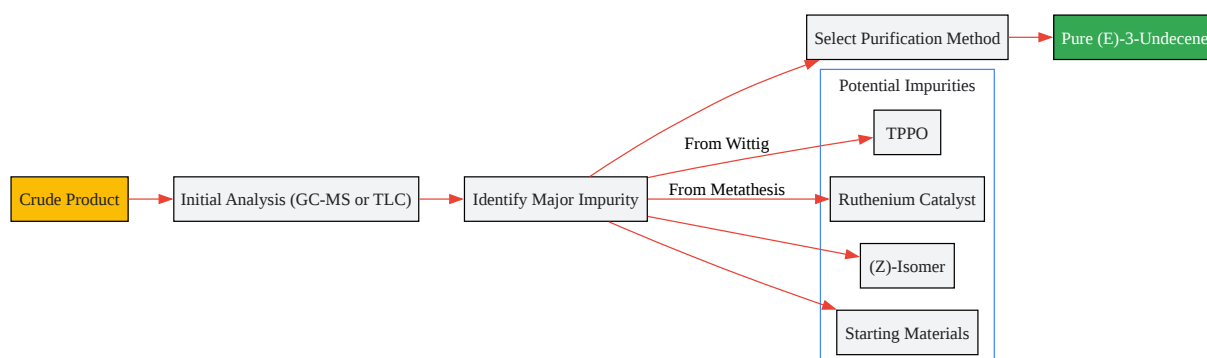 Select Purification Method
Pure (E)-3-Undecene
Potential Impurities
TPPO
From Wittig
From Metathesis
Crude Product
Initial Analysis (GC-MS or TLC)
Identify Major Impurity
Ruthenium Catalyst
(Z)-Isomer
Starting Materials